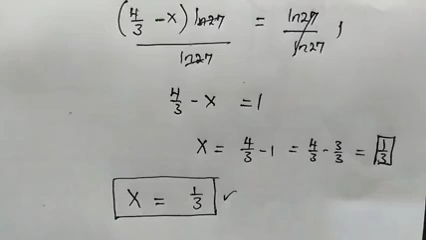 (4/3 - x) ln27 / ln27 = ln27 / ln27 ,
4/3 - x = 1
x = 4/3 - 1 = 4/3 - 3/3 = 1/3
x = 1/3 ✓